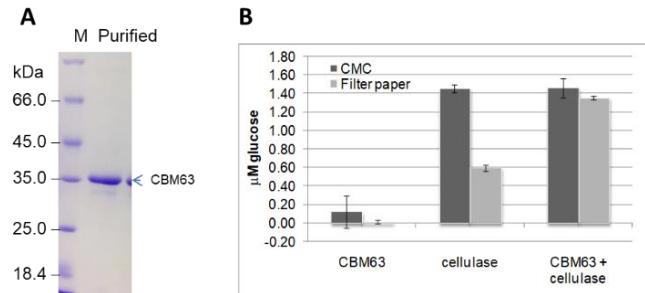 A
M Purified
kDa
66.0
45.0
35.0
25.0
18.4
CBM63
B
1.80
1.60
1.40
1.20
1.00
0.80
0.60
0.40
0.20
0.00
-0.20
µM glucose
CMC
Filter paper
CBM63
cellulase
CBM63 +
cellulase